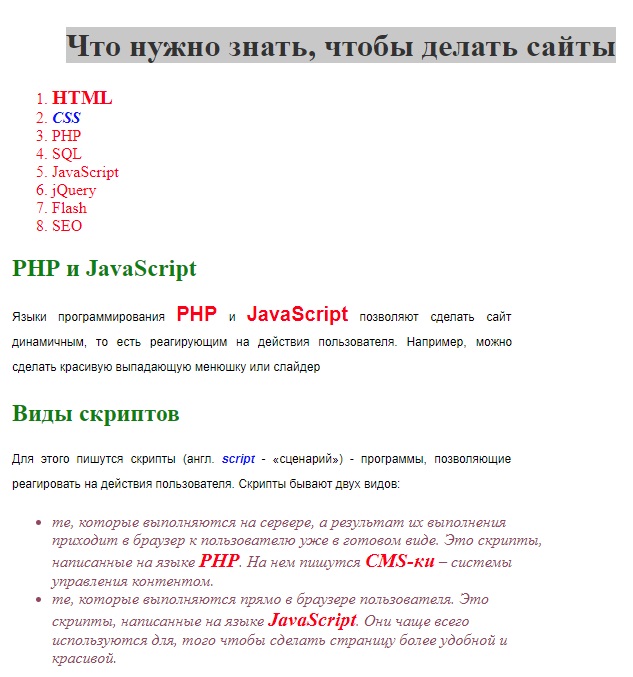 Что нужно знать, чтобы делать сайты
1. HTML
2. CSS
3. PHP
4. SQL
5. JavaScript
6. jQuery
7. Flash
8. SEO
PHP и JavaScript
Языки программирования PHP и JavaScript позволяют сделать сайт
динамичным, то есть реагирующим на действия пользователя. Например, можно
сделать красивую выпадающую менюшку или слайдер
Виды скриптов
Для этого пишутся скрипты (англ. script - «сценарий») - программы, позволяющие
реагировать на действия пользователя. Скрипты бывают двух видов:
• те, которые выполняются на сервере, а результат их выполнения
приходит в браузер к пользователю уже в готовом виде. Это скрипты,
написанные на языке PHP. На нем пишутся CMS-ки – системы
управления контентом.
• те, которые выполняются прямо в браузере пользователя. Это
скрипты, написанные на языке JavaScript. Они чаще всего
используются для, того чтобы сделать страницу более удобной и
красивой.